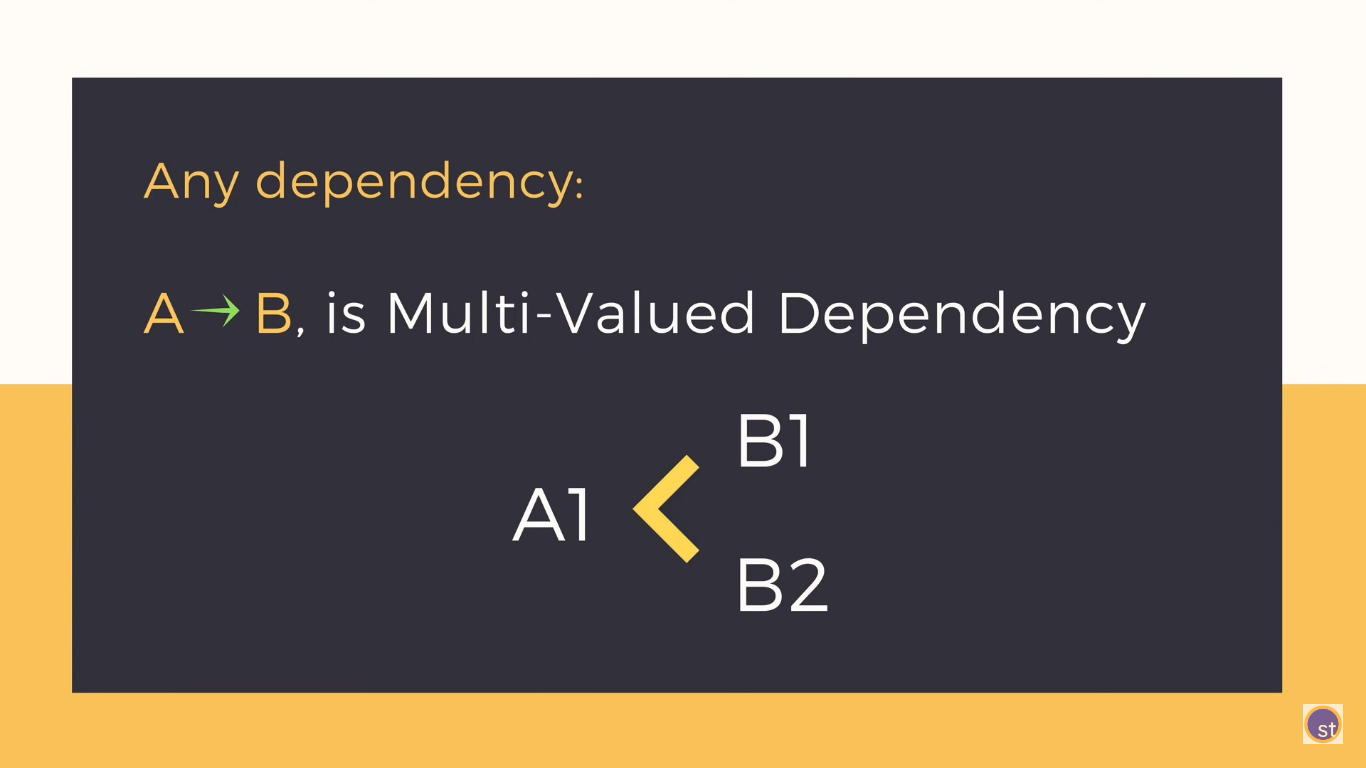 Any dependency:
A → B, is Multi-Valued Dependency
B1
A1
B2
st